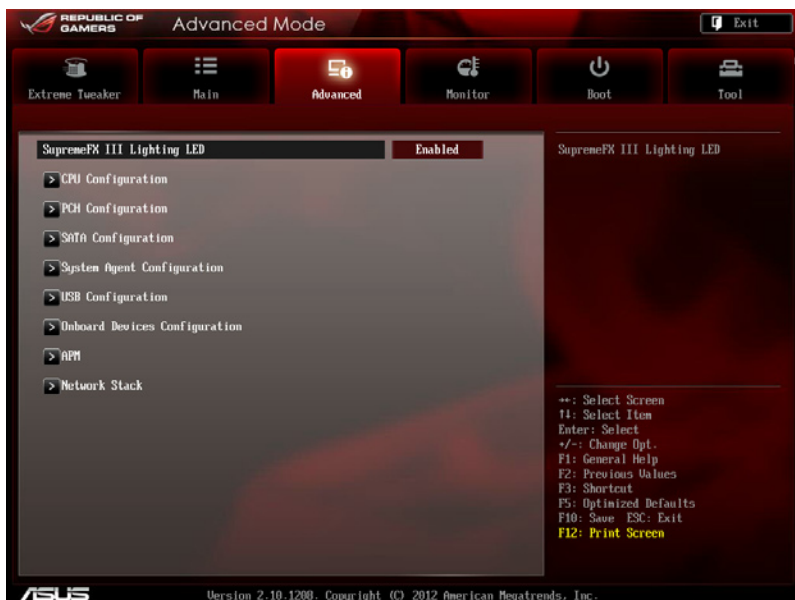 REPUBLIC OF
GAMERS
Advanced Mode
Exit
Extreme Tweaker
Main
Advanced
Monitor
Boot
Tool
SupremeFX III Lighting LED
Enabled
SupremeFX III Lighting LED
> CPU Configuration
> PCH Configuration
> SATA Configuration
> System Agent Configuration
> USB Configuration
> Onboard Devices Configuration
> APM
> Network Stack
→←: Select Screen
↑↓: Select Item
Enter: Select
+/-: Change Opt.
F1: General Help
F2: Previous Values
F3: Shortcut
F5: Optimized Defaults
F10: Save ESC: Exit
F12: Print Screen
ASUS
Version 2.10.1208. Copyright (C) 2012 American Megatrends, Inc.